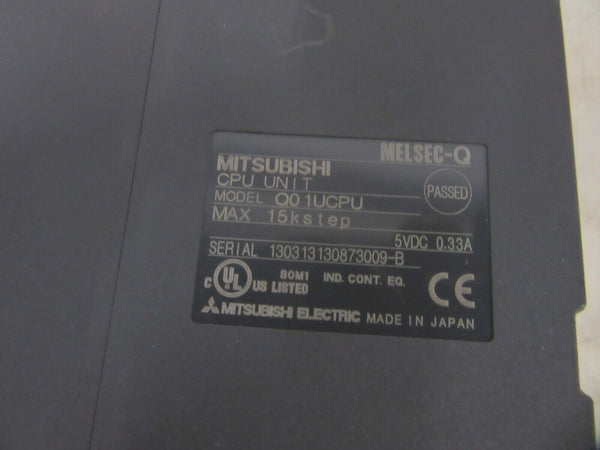 MELSEC-Q
MITSUBISHI
CPU UNIT
PASSED
MODEL Q01UCPU
MAX 15kstep
5VDC 0.33A
SERIAL 130313130873009-B
C UL US LISTED 80M1 IND. CONT. EQ. CE
MITSUBISHI ELECTRIC MADE IN JAPAN